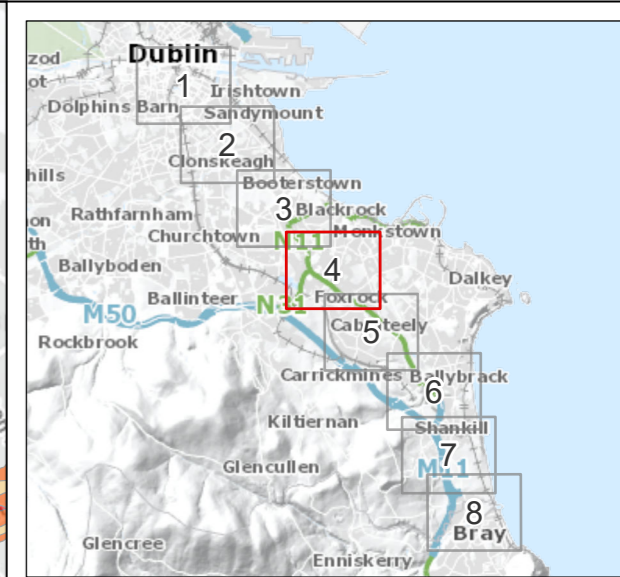 Dublin
zod
ot
1
Irishtown
Dolphins Barn
Sandymount
2
Clonskeagh
hills
Booterstown
3
Blackrock
Rathfarnham
on
th
Churchtown
N11
Monkstown
Ballyboden
4
Dalkey
Ballinteer
N31
Foxrock
M50
5
Cabinteely
Rockbrook
Carrickmines
Ballybrack
6
Kiltiernan
Shankill
7
Glencullen
M11
8
Bray
Glencree
Enniskerry